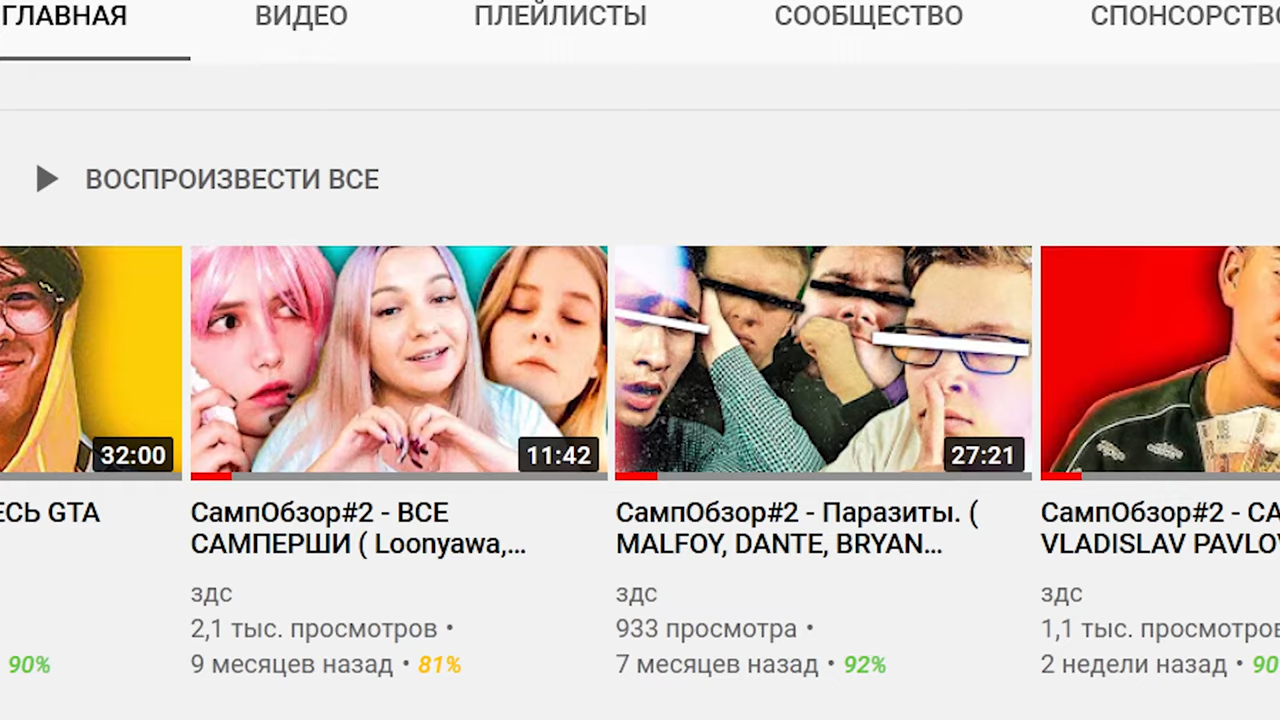 ГЛАВНАЯ ВИДЕО ПЛЕЙЛИСТЫ СООБЩЕСТВО СПОНСОРСТВО
ВОСПРОИЗВЕСТИ ВСЕ
32:00 11:42 27:21
ЕСЬ GTA
СампОбзор#2 - ВСЕ
САМПЕРШИ ( Loonyawa,...
здс
2,1 тыс. просмотров •
9 месяцев назад • 81%
90%
СампОбзор#2 - Паразиты. (
MALFOY, DANTE, BRYAN...
здс
933 просмотра •
7 месяцев назад • 92%
СампОбзор#2 - СА
VLADISLAV PAVLOV
здс
1,1 тыс. просмотров
2 недели назад • 90